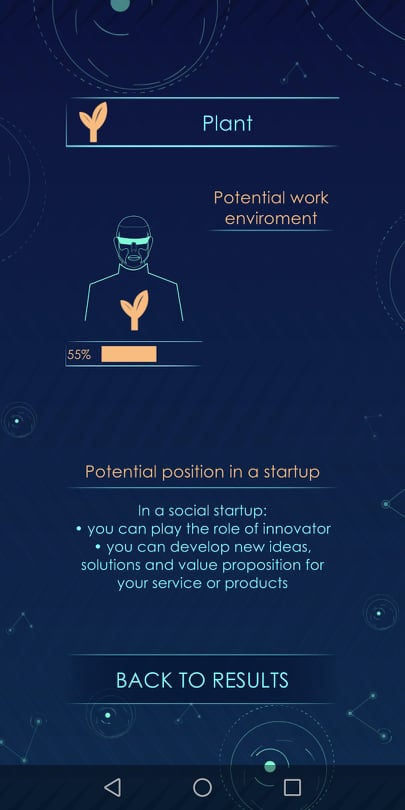 Plant
Potential work
enviroment
55%
Potential position in a startup
In a social startup:
• you can play the role of innovator
• you can develop new ideas,
solutions and value proposition for
your service or products
BACK TO RESULTS